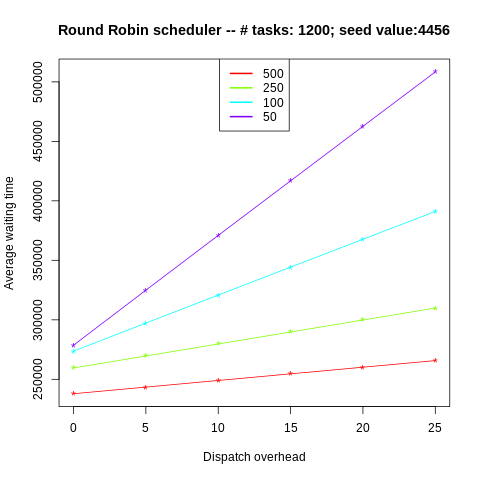 Round Robin scheduler -- # tasks: 1200; seed value:4456
500
250
100
50
Average waiting time
500000
450000
400000
350000
300000
250000
0 5 10 15 20 25
Dispatch overhead